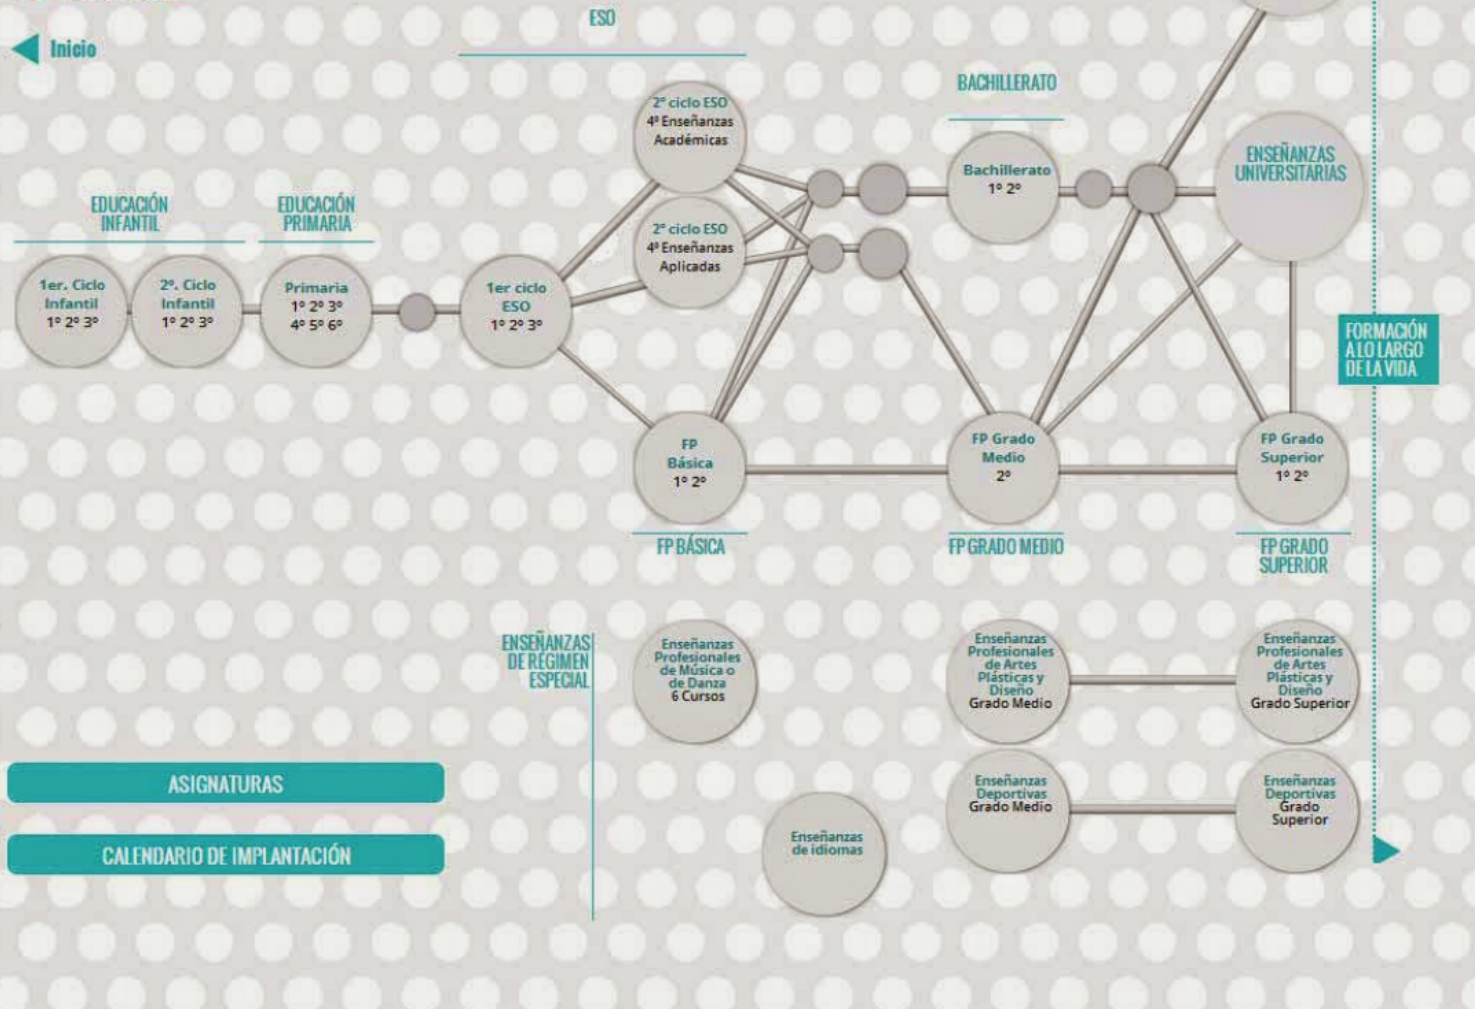 ESO
Inicio
BACHILLERATO
2º ciclo ESO
4º Enseñanzas
Académicas
Bachillerato
1º 2º
ENSEÑANZAS
UNIVERSITARIAS
EDUCACIÓN
INFANTIL
EDUCACIÓN
PRIMARIA
2º ciclo ESO
4º Enseñanzas
Aplicadas
1er. Ciclo
Infantil
1º 2º 3º
2º. Ciclo
Infantil
1º 2º 3º
Primaria
1º 2º 3º
4º 5º 6º
1er ciclo
ESO
1º 2º 3º
FORMACIÓN
A LO LARGO
DE LA VIDA
FP
Básica
1º 2º
FP Grado
Medio
2º
FP Grado
Superior
1º 2º
FP BÁSICA
FP GRADO MEDIO
FP GRADO
SUPERIOR
ENSEÑANZAS
DE RÉGIMEN
ESPECIAL
Enseñanzas
Profesionales
de Música o
de Danza
6 Cursos
Enseñanzas
Profesionales
de Artes
Plásticas y
Diseño
Grado Medio
Enseñanzas
Profesionales
de Artes
Plásticas y
Diseño
Grado Superior
ASIGNATURAS
Enseñanzas
Deportivas
Grado Medio
Enseñanzas
Deportivas
Grado
Superior
CALENDARIO DE IMPLANTACIÓN
Enseñanzas
de idiomas